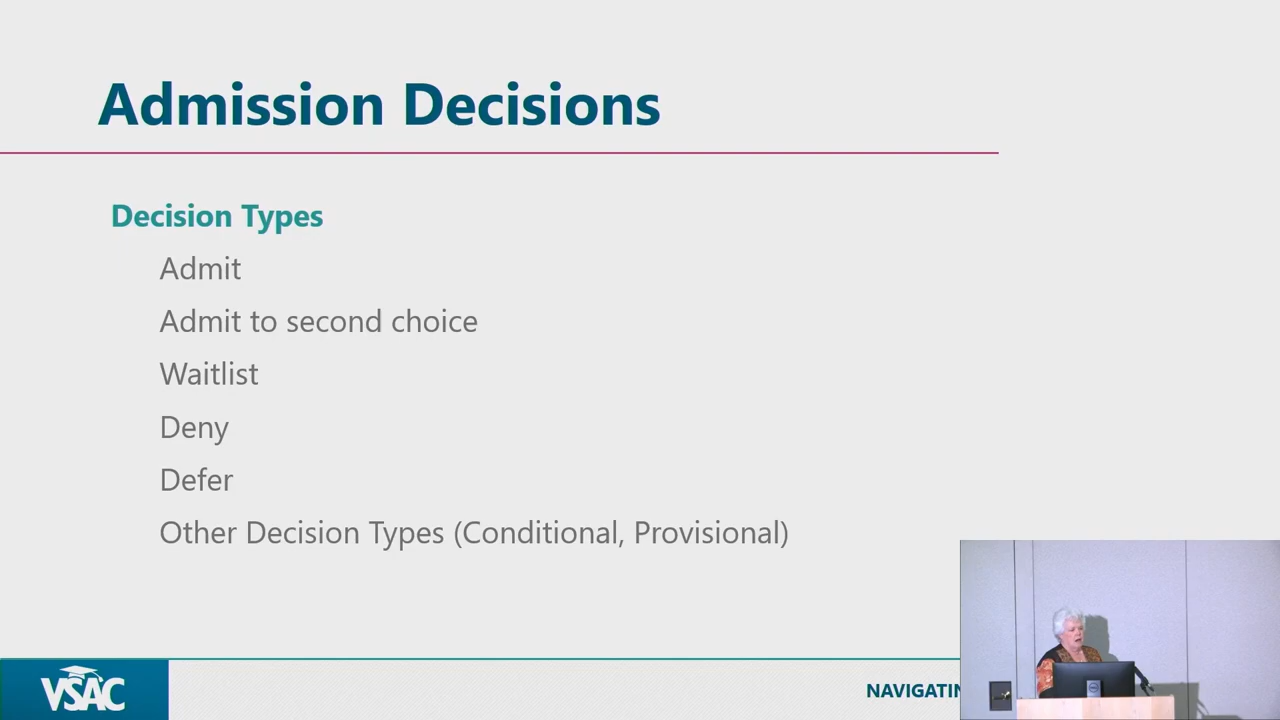 Admission Decisions
Decision Types
Admit
Admit to second choice
Waitlist
Deny
Defer
Other Decision Types (Conditional, Provisional)
VSAC